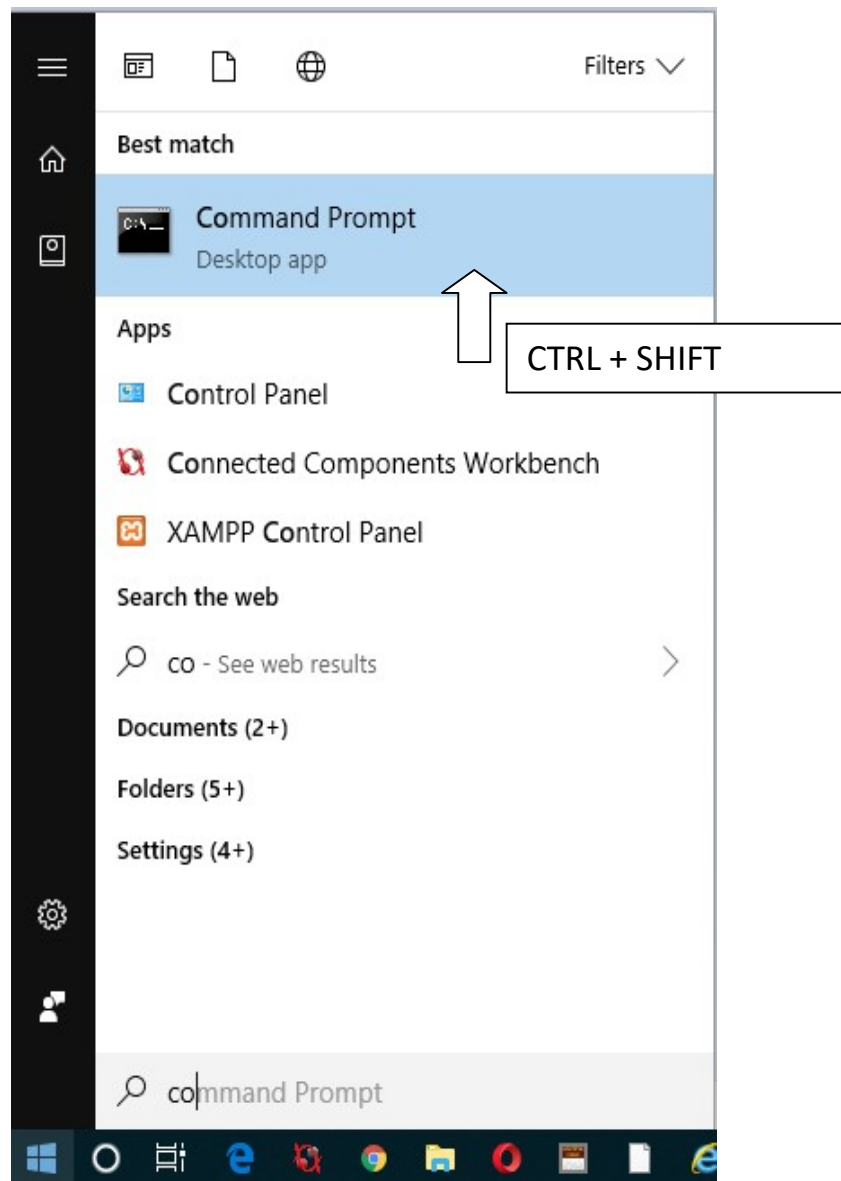 Filters
Best match
C:\_
Command Prompt
Desktop app
Apps
CTRL + SHIFT
Control Panel
Connected Components Workbench
XAMPP Control Panel
Search the web
co - See web results
Documents (2+)
Folders (5+)
Settings (4+)
command Prompt